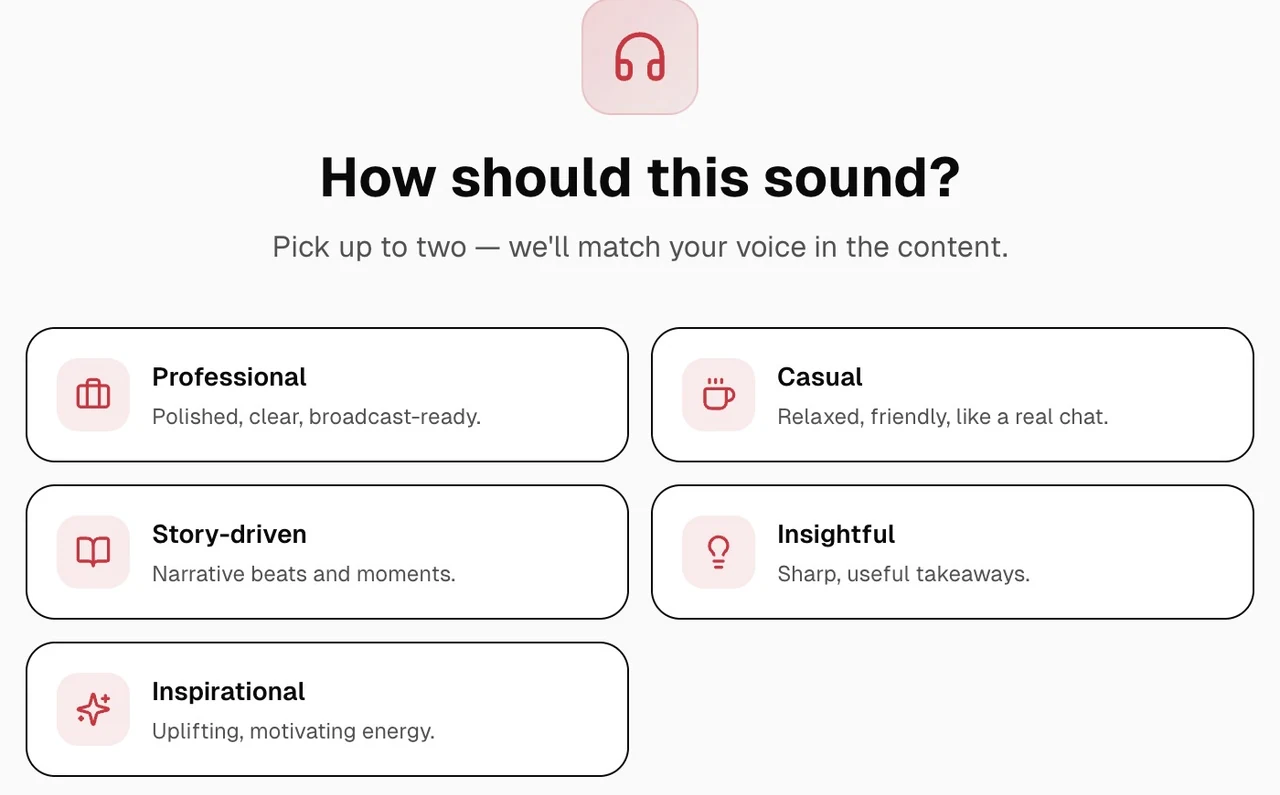 How should this sound?
Pick up to two — we'll match your voice in the content.
Professional
Polished, clear, broadcast-ready.
Casual
Relaxed, friendly, like a real chat.
Story-driven
Narrative beats and moments.
Insightful
Sharp, useful takeaways.
Inspirational
Uplifting, motivating energy.